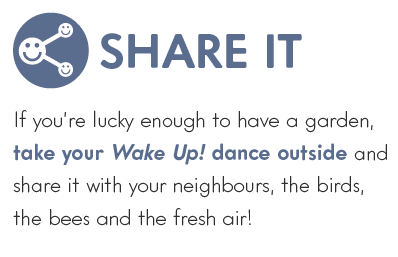 SHARE IT
If you're lucky enough to have a garden,
take your Wake Up! dance outside and
share it with your neighbours, the birds,
the bees and the fresh air!